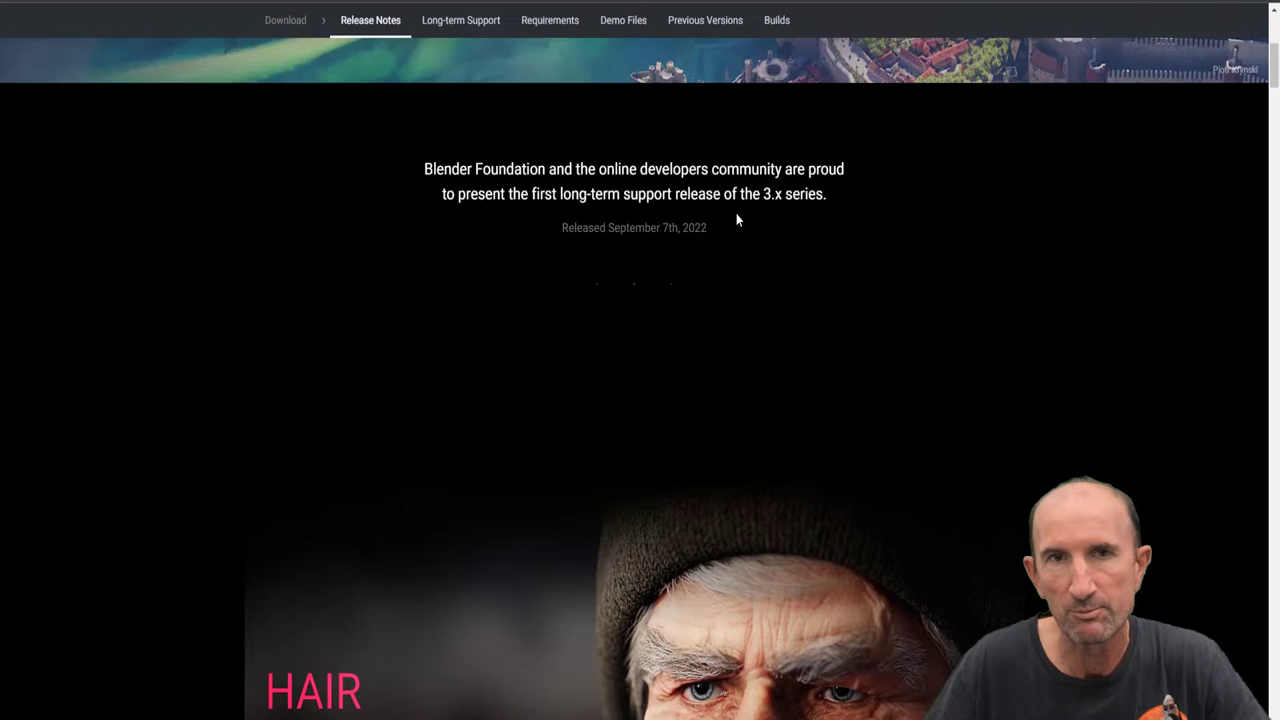 Download > Release Notes Long-term Support Requirements Demo Files Previous Versions Builds
Piotr Krynski
Blender Foundation and the online developers community are proud
to present the first long-term support release of the 3.x series.
Released September 7th, 2022
HAIR